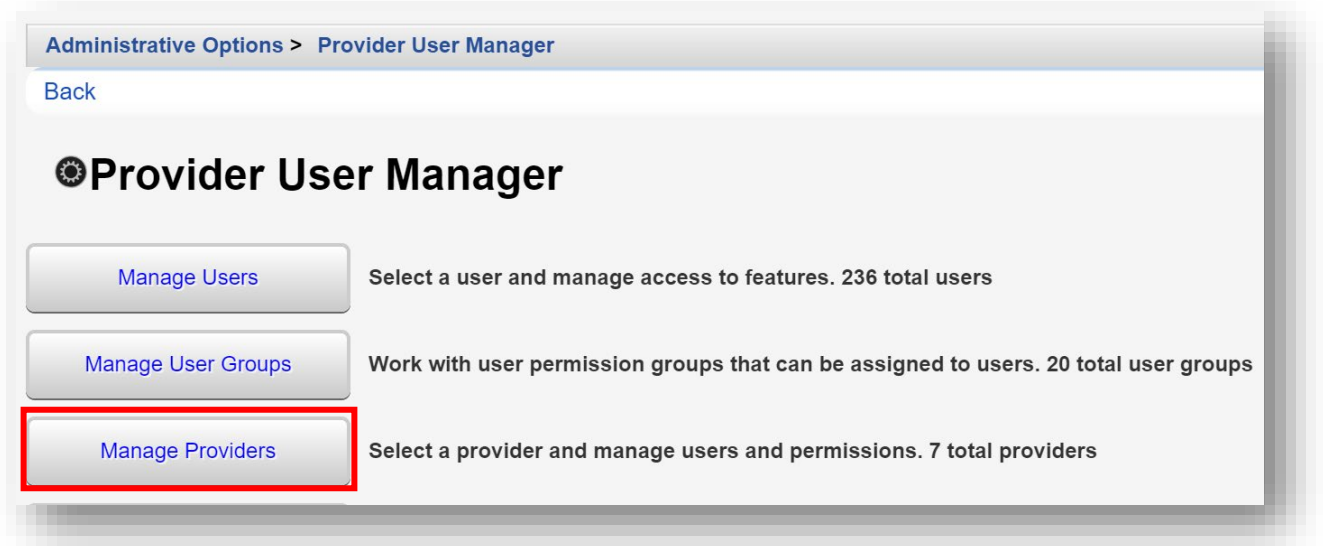 Administrative Options > Provider User Manager
Back
Provider User Manager
Manage Users Select a user and manage access to features. 236 total users
Manage User Groups Work with user permission groups that can be assigned to users. 20 total user groups
Manage Providers Select a provider and manage users and permissions. 7 total providers